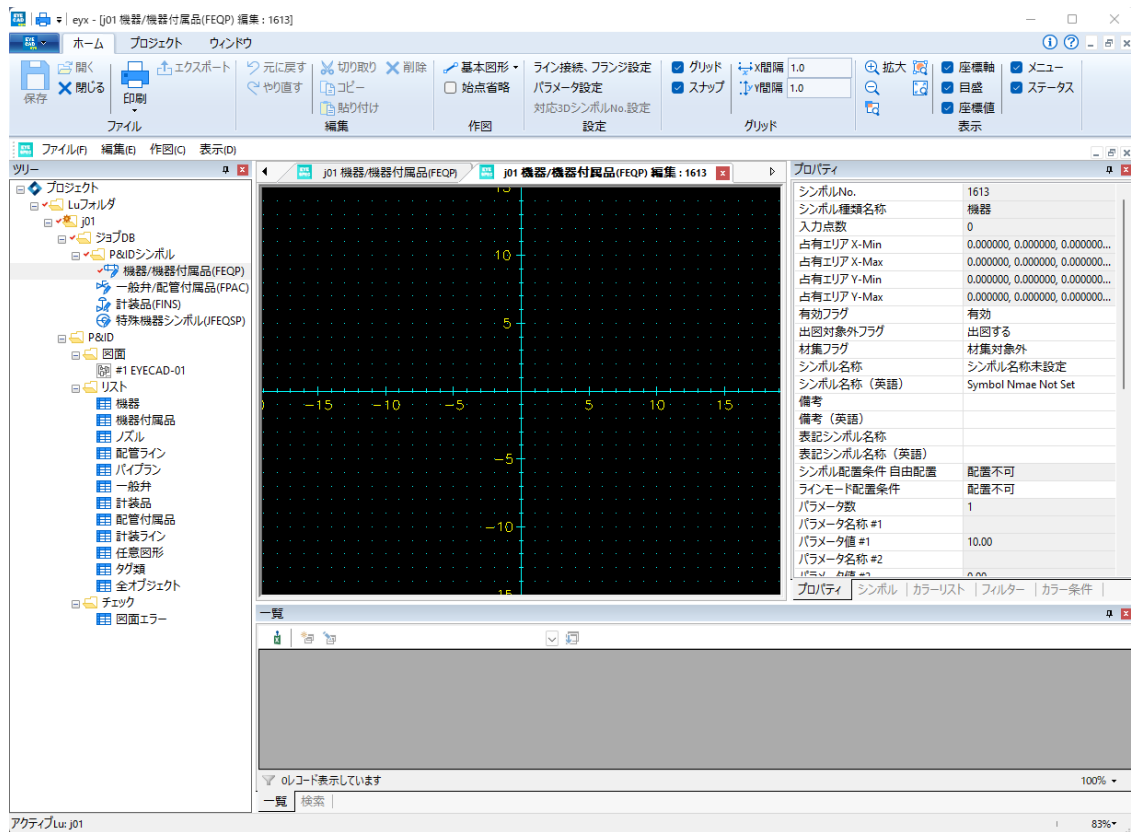 eyx - [j01 機器/機器付属品(FEQP) 編集 : 1613]
ホーム プロジェクト ウィンドウ
開く
閉じる
保存
印刷
エクスポート
ファイル
元に戻す
やり直す
切り取り 削除
コピー
貼り付け
編集
基本図形
始点省略
作図
ライン接続、フランジ設定
パラメータ設定
対応3DシンボルNo.設定
設定
グリッド X間隔 1.0
スナップ Y間隔 1.0
グリッド
拡大
座標軸 メニュー
目盛 ステータス
座標値
表示
ファイル(F) 編集(E) 作図(C) 表示(D)
ツリー
プロジェクト
Luフォルダ
j01
ジョブDB
P&IDシンボル
機器/機器付属品(FEQP)
一般弁/配管付属品(FPAC)
計装品(FINS)
特殊機器シンボル(JFEQSP)
P&ID
図面
#1 EYECAD-01
リスト
機器
機器付属品
ノズル
配管ライン
パイプラン
一般弁
計装品
配管付属品
計装ライン
任意図形
タグ類
全オブジェクト
チェック
図面エラー
j01 機器/機器付属品(FEQP) j01 機器/機器付属品(FEQP) 編集 : 1613
15
10
5
-15 -10 -5 5 10 15
-5
-10
15
プロパティ
シンボルNo. 1613
シンボル種類名称 機器
入力点数 0
占有エリア X-Min 0.000000, 0.000000, 0.000000...
占有エリア X-Max 0.000000, 0.000000, 0.000000...
占有エリア Y-Min 0.000000, 0.000000, 0.000000...
占有エリア Y-Max 0.000000, 0.000000, 0.000000...
有効フラグ 有効
出図対象外フラグ 出図する
材集フラグ 材集対象外
シンボル名称 シンボル名称未設定
シンボル名称（英語） Symbol Nmae Not Set
備考
備考（英語）
表記シンボル名称
表記シンボル名称（英語）
シンボル配置条件 自由配置 配置不可
ラインモード配置条件 配置不可
パラメータ数 1
パラメータ名称 #1
パラメータ値 #1 10.00
パラメータ名称 #2
パラメータ値 #2 0.00
プロパティ シンボル カラーリスト フィルター カラー条件
一覧
0レコード表示しています 100%
一覧 検索
アクティブLu: j01 83%